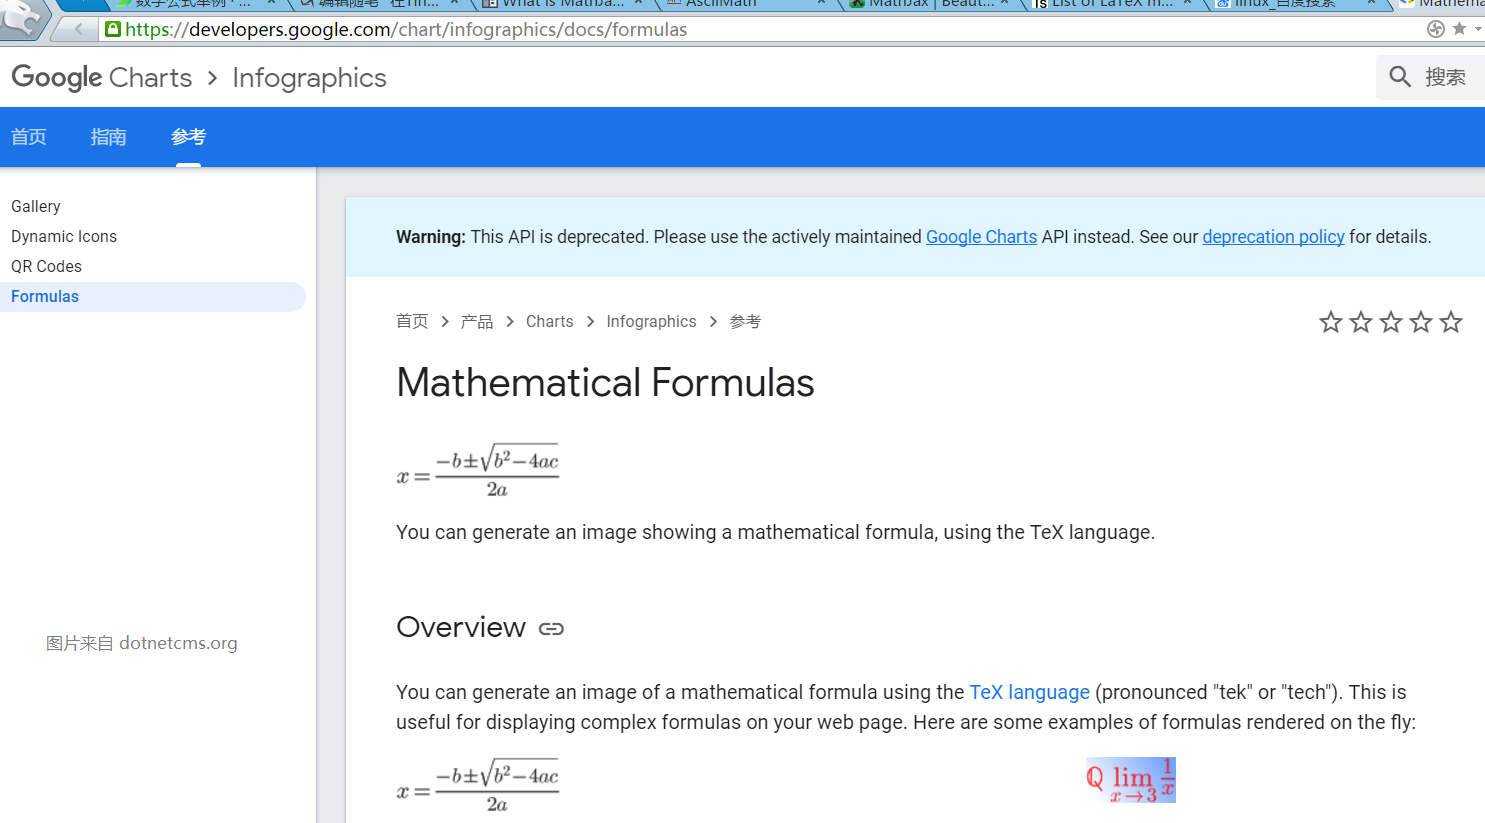 数学公式举例 · ...
编辑随笔 - 在Tin...
What is Mathba...
AsciiMath
MathJax | Beaut...
List of LaTeX m...
linux_百度搜索
Mathema
https://developers.google.com/chart/infographics/docs/formulas
Google Charts > Infographics
搜索
首页 指南 参考
Gallery
Dynamic Icons
QR Codes
Formulas
Warning: This API is deprecated. Please use the actively maintained Google Charts API instead. See our deprecation policy for details.
首页 > 产品 > Charts > Infographics > 参考
Mathematical Formulas
x = \frac{-b ± \sqrt{b^2 - 4ac}}{2a}
You can generate an image showing a mathematical formula, using the TeX language.
Overview
图片来自 dotnetcms.org
You can generate an image of a mathematical formula using the TeX language (pronounced "tek" or "tech"). This is
useful for displaying complex formulas on your web page. Here are some examples of formulas rendered on the fly:
x = \frac{-b ± \sqrt{b^2 - 4ac}}{2a}
ℚ \lim_{x→3} \frac{1}{x}